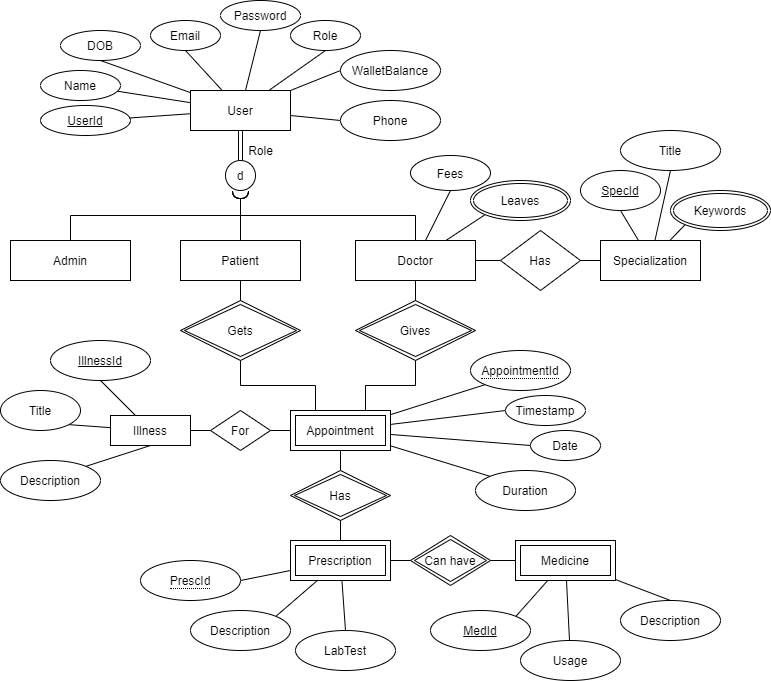 Password
Email
Role
DOB
WalletBalance
Name
User
UserId
Phone
Role
d
Fees
Title
Leaves
SpecId
Keywords
Admin
Patient
Doctor
Has
Specialization
Gets
Gives
IllnessId
AppointmentId
Title
Timestamp
Illness
For
Appointment
Date
Description
Duration
Has
Prescription
Can have
Medicine
PrescId
Description
MedId
Description
LabTest
Usage